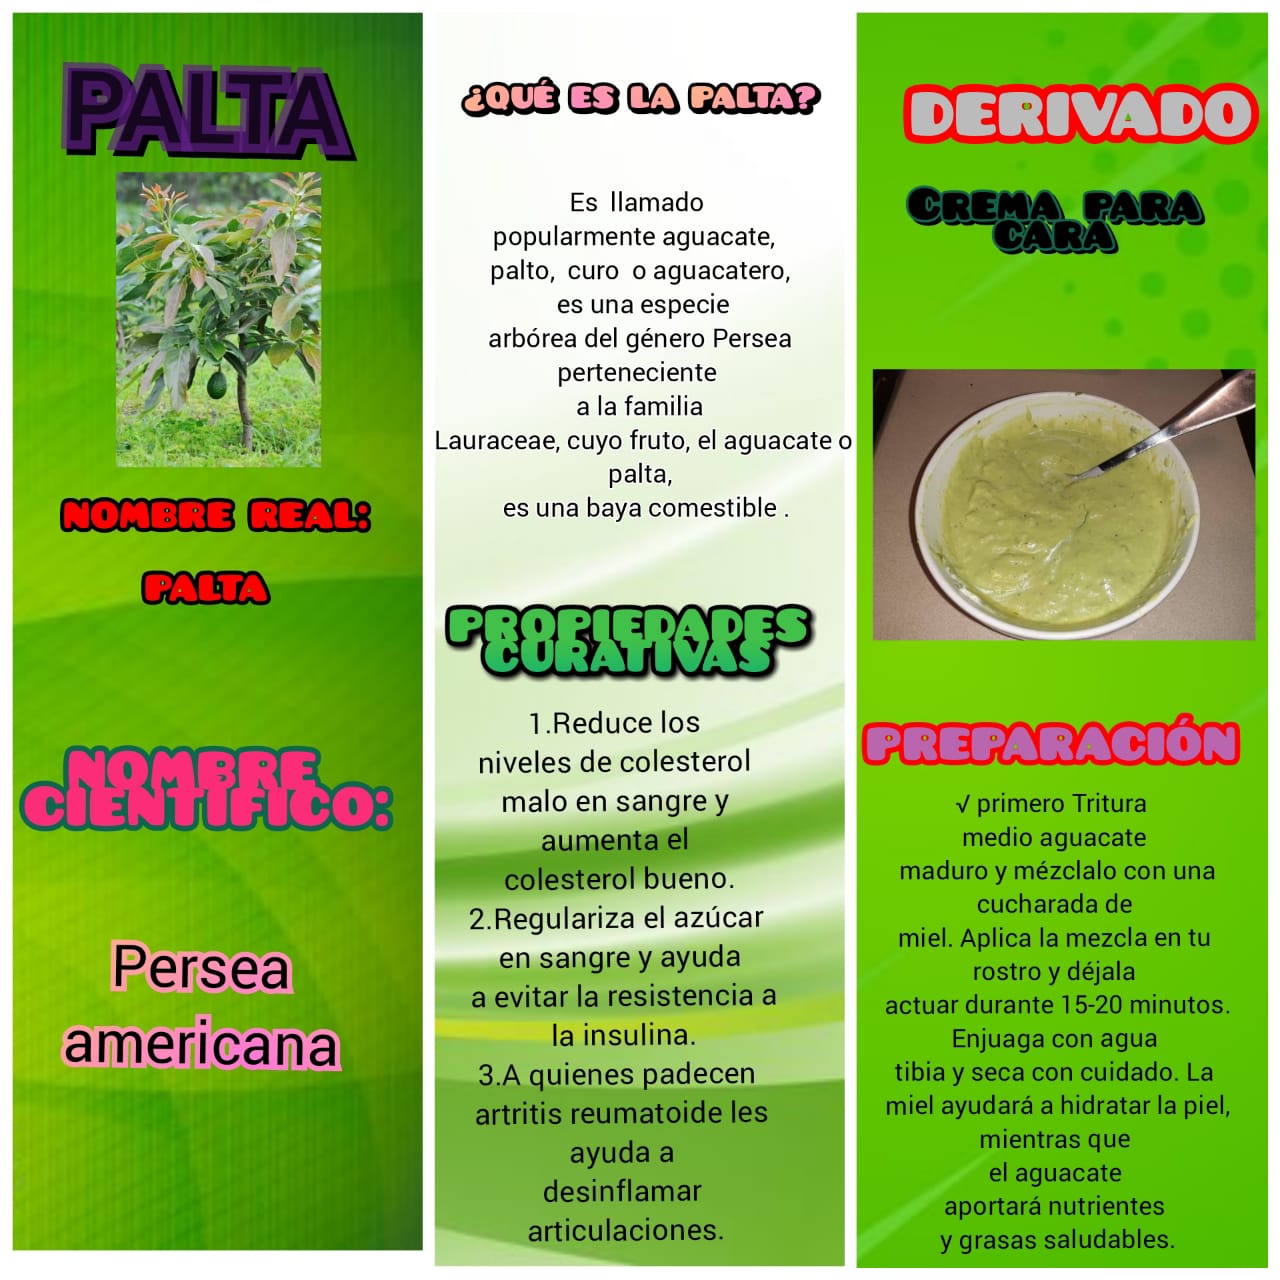 PALTA
NOMBRE REAL:
PALTA
NOMBRE
CIENTIFICO:
Persea
americana
¿QUÉ ES LA PALTA?
Es llamado
popularmente aguacate,
palto, curo o aguacatero,
es una especie
arbórea del género Persea
perteneciente
a la familia
Lauraceae, cuyo fruto, el aguacate o
palta,
es una baya comestible .
PROPIEDADES
CURATIVAS
1.Reduce los
niveles de colesterol
malo en sangre y
aumenta el
colesterol bueno.
2.Regulariza el azúcar
en sangre y ayuda
a evitar la resistencia a
la insulina.
3.A quienes padecen
artritis reumatoide les
ayuda a
desinflamar
articulaciones.
DERIVADO
CREMA PARA
CARA
PREPARACIÓN
√ primero Tritura
medio aguacate
maduro y mézclalo con una
cucharada de
miel. Aplica la mezcla en tu
rostro y déjala
actuar durante 15-20 minutos.
Enjuaga con agua
tibia y seca con cuidado. La
miel ayudará a hidratar la piel,
mientras que
el aguacate
aportará nutrientes
y grasas saludables.